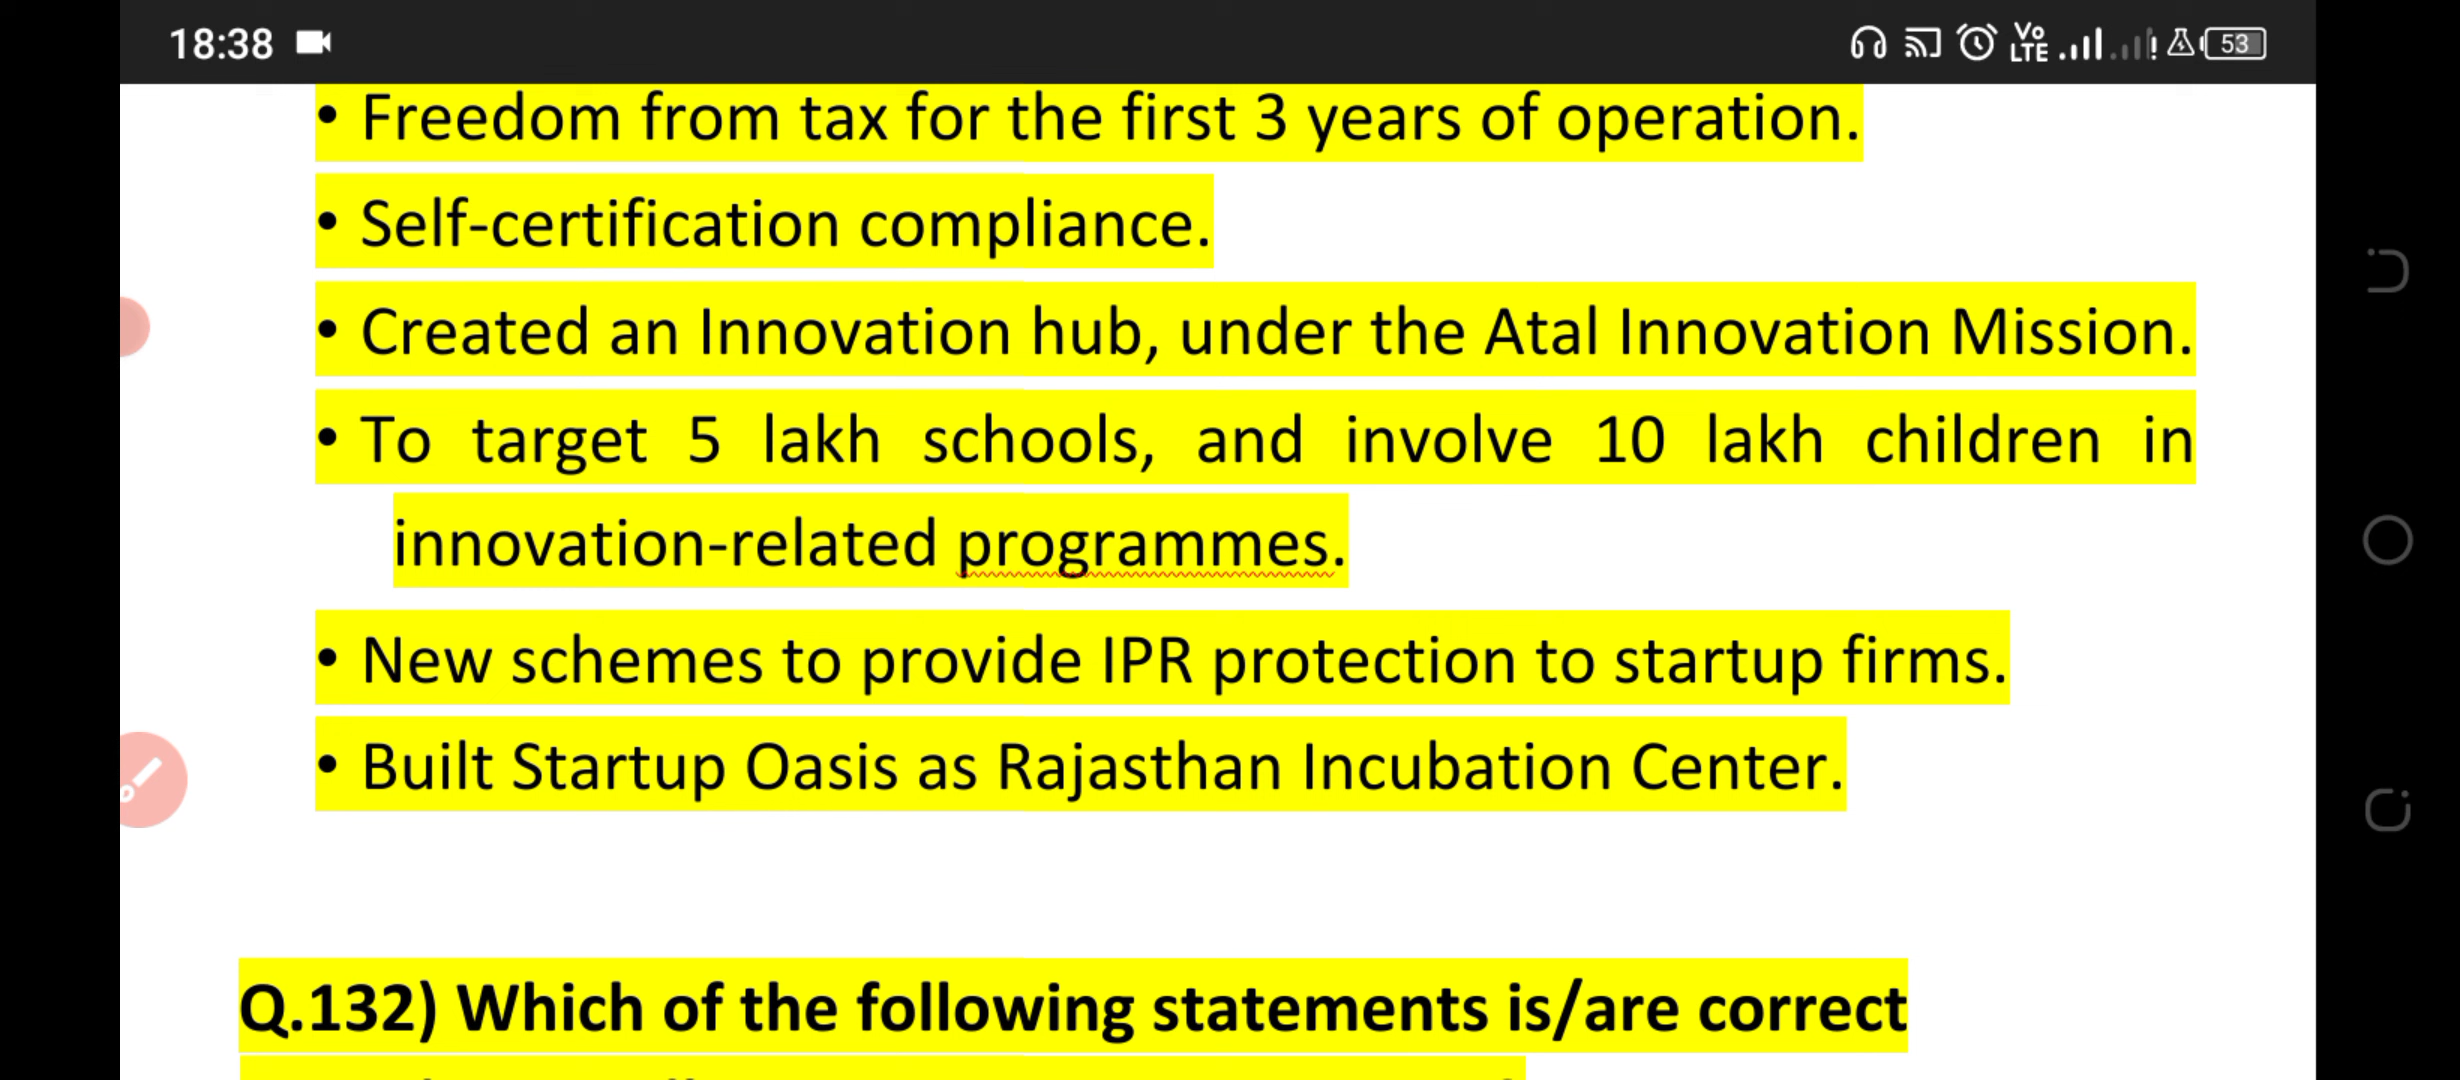 18:38 Vo LTE 53
• Freedom from tax for the first 3 years of operation.
• Self-certification compliance.
• Created an Innovation hub, under the Atal Innovation Mission.
• To target 5 lakh schools, and involve 10 lakh children in
innovation-related programmes.
• New schemes to provide IPR protection to startup firms.
• Built Startup Oasis as Rajasthan Incubation Center.
Q.132) Which of the following statements is/are correct